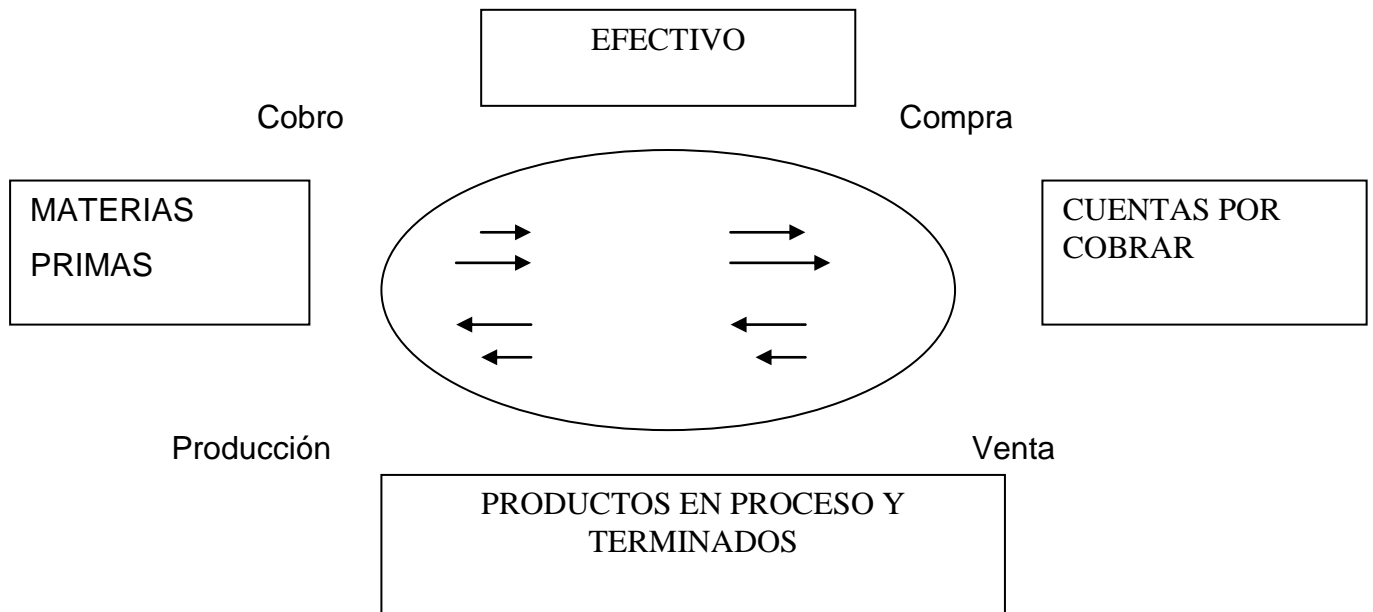 EFECTIVO
Cobro
Compra
MATERIAS
PRIMAS
CUENTAS POR
COBRAR
Producción
Venta
PRODUCTOS EN PROCESO Y
TERMINADOS